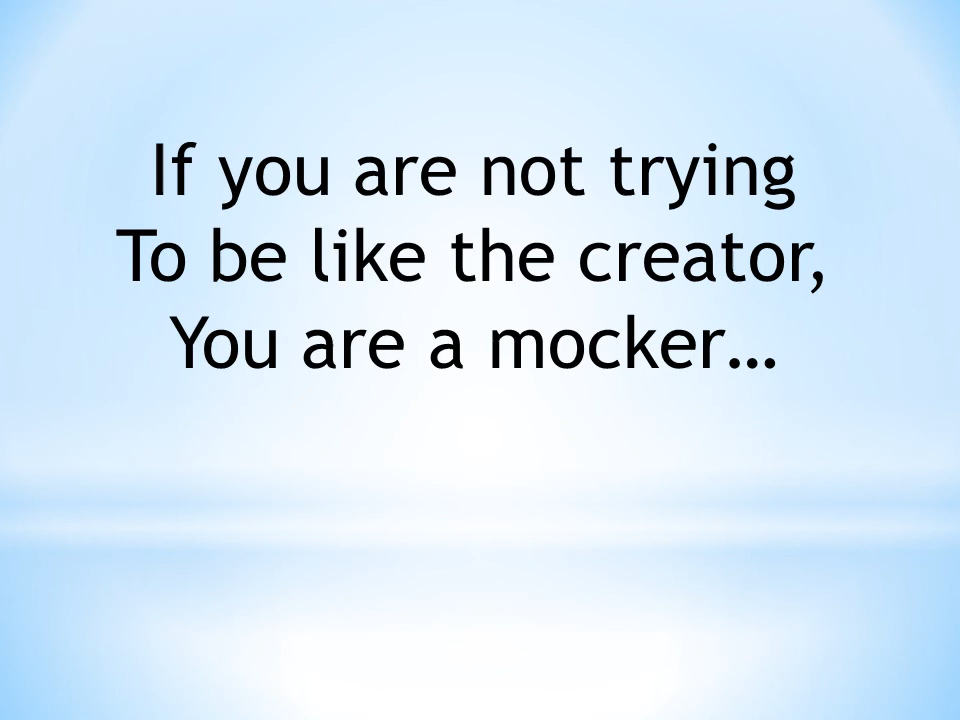 If you are not trying
To be like the creator,
You are a mocker…